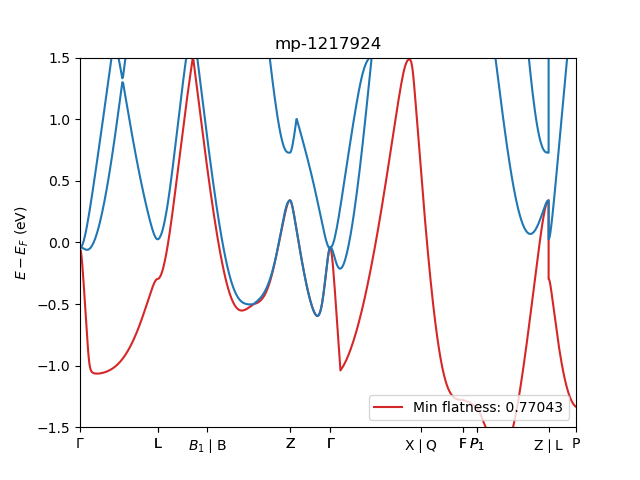 mp-1217924
E − E_F (eV)
1.5
1.0
0.5
0.0
−0.5
−1.0
−1.5
Min flatness: 0.77043
Γ L B₁ | B Z Γ X | Q F P₁ Z | L P